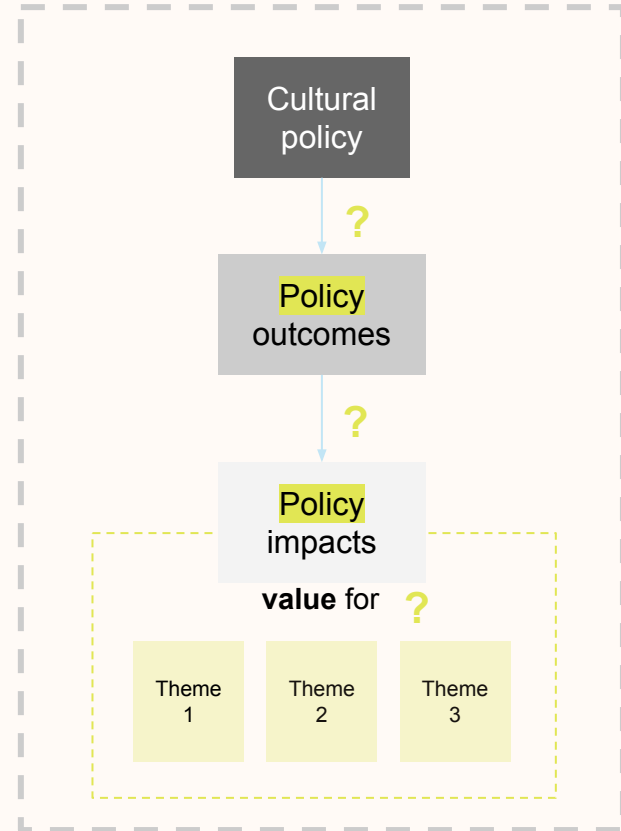 Cultural
policy
?
Policy
outcomes
?
Policy
impacts
value for ?
Theme
1
Theme
2
Theme
3